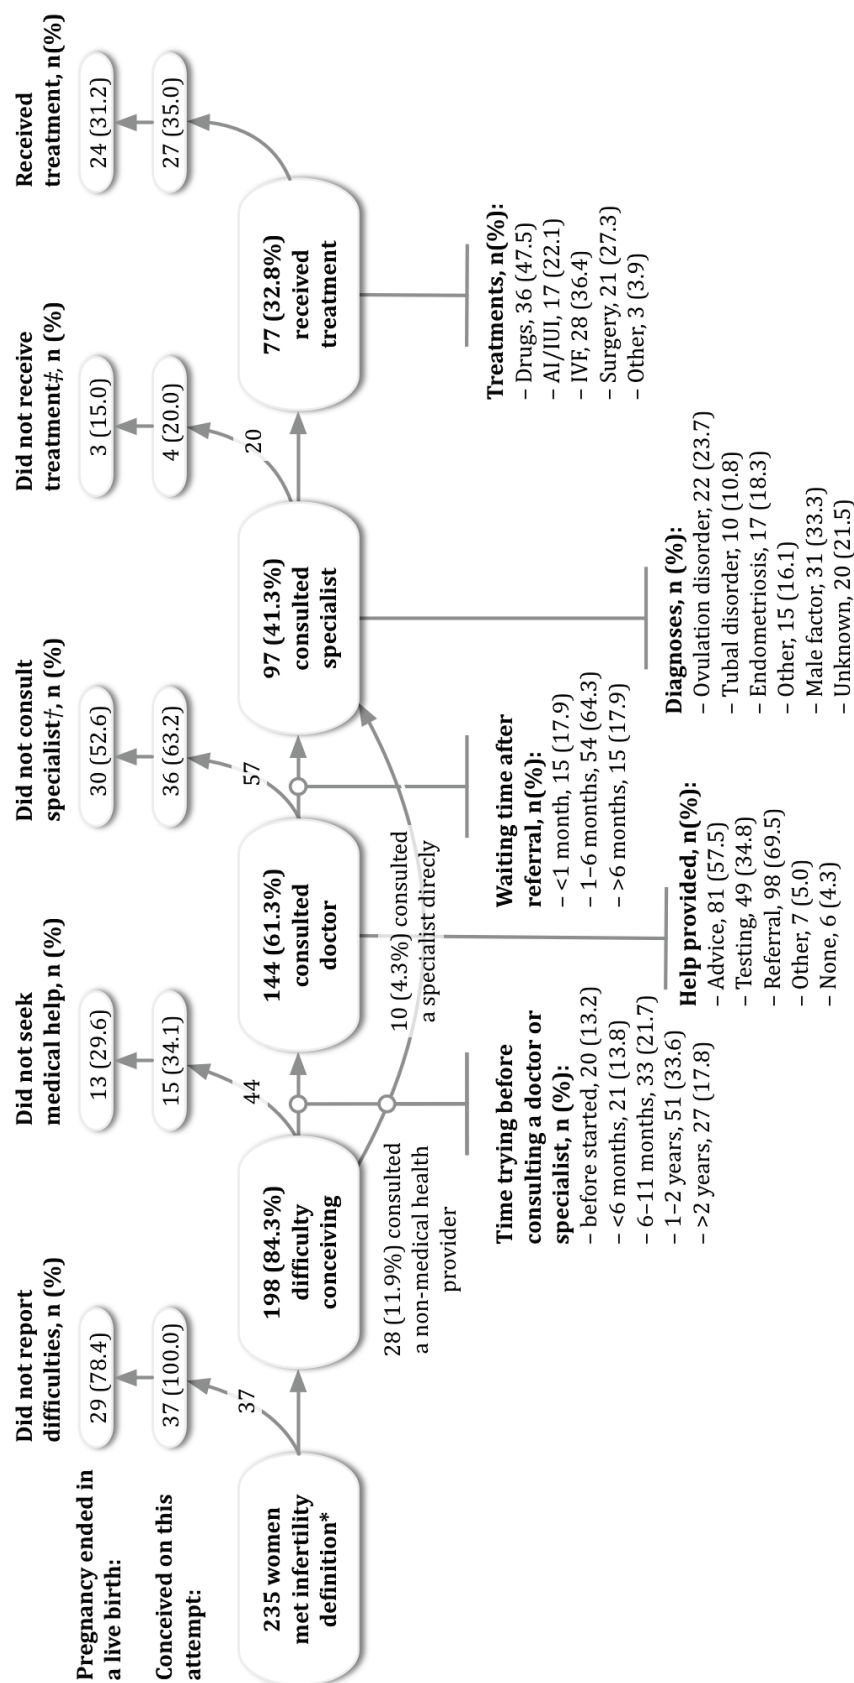 Pregnancy ended in
a live birth:
Conceived on this
attempt:
235 women
met infertility
definition*
Did not report
difficulties, n (%)
29 (78.4)
37 (100.0)
37
198 (84.3%)
difficulty
conceiving
28 (11.9%) consulted
a non-medical health
provider
Did not seek
medical help, n (%)
13 (29.6)
15 (34.1)
44
Time trying before
consulting a doctor or
specialist, n (%):
– before started, 20 (13.2)
– <6 months, 21 (13.8)
– 6–11 months, 33 (21.7)
– 1–2 years, 51 (33.6)
– >2 years, 27 (17.8)
144 (61.3%)
consulted
doctor
10 (4.3%) consulted
a specialist direcly
Help provided, n(%):
– Advice, 81 (57.5)
– Testing, 49 (34.8)
– Referral, 98 (69.5)
– Other, 7 (5.0)
– None, 6 (4.3)
Did not consult
specialist†, n (%)
30 (52.6)
36 (63.2)
57
Waiting time after
referral, n(%):
– <1 month, 15 (17.9)
– 1–6 months, 54 (64.3)
– >6 months, 15 (17.9)
97 (41.3%)
consulted
specialist
Diagnoses, n (%):
– Ovulation disorder, 22 (23.7)
– Tubal disorder, 10 (10.8)
– Endometriosis, 17 (18.3)
– Other, 15 (16.1)
– Male factor, 31 (33.3)
– Unknown, 20 (21.5)
Did not receive
treatment‡, n (%)
3 (15.0)
4 (20.0)
20
77 (32.8%)
received
treatment
Treatments, n(%):
– Drugs, 36 (47.5)
– AI/IUI, 17 (22.1)
– IVF, 28 (36.4)
– Surgery, 21 (27.3)
– Other, 3 (3.9)
Received
treatment, n(%)
24 (31.2)
27 (35.0)